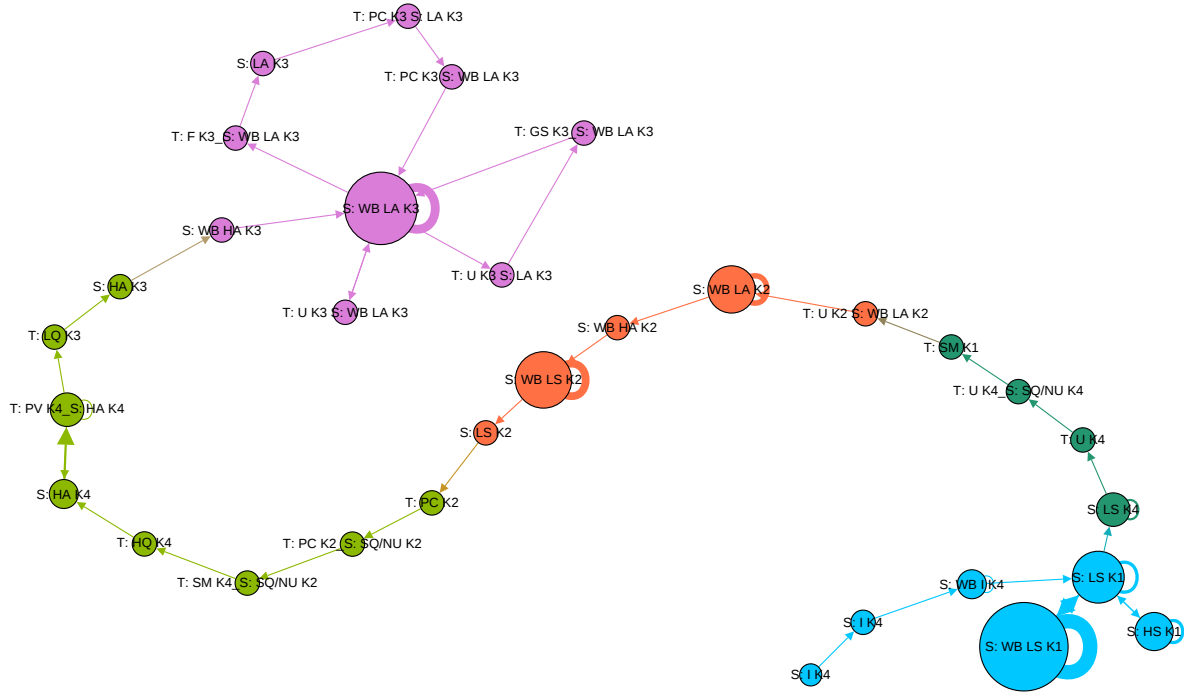 T: PC K3 S: LA K3
S: LA K3
T: PC K3 S: WB LA K3
T: F K3_S: WB LA K3
T: GS K3_S: WB LA K3
S: WB LA K3
S: WB HA K3
T: U K3 S: LA K3
S: HA K3
T: U K3 S: WB LA K3
S: WB LA K2
T: U K2 S: WB LA K2
S: WB HA K2
T: LQ K3
T: SM K1
S: WB LS K2
T: U K4_S: SQ/NU K4
T: PV K4_S: HA K4
S: LS K2
T: U K4
S: HA K4
T: PC K2
S: LS K4
T: HQ K4
T: PC K2_S: SQ/NU K2
T: SM K4_S: SQ/NU K2
S: WB I K4
S: LS K1
S: I K4
S: HS K1
S: WB LS K1
S: I K4